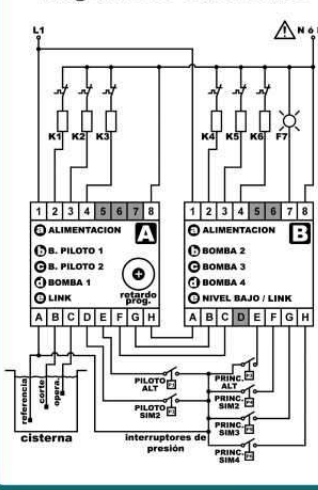 L1
N ó
K1 K2 K3
K4 K5 K6 F7
1 2 3 4 5 6 7 8
1 2 3 4 5 6 7 8
a ALIMENTACION A
b B. PILOTO 1
c B. PILOTO 2
d BOMBA 1
e LINK
retardo
prog.
A B C D E F G H
a ALIMENTACION B
b BOMBA 2
c BOMBA 3
d BOMBA 4
e NIVEL BAJO / LINK
A B C D E F G H
referencia
corte
opera.
cisterna
PILOTO
ALT
PILOTO
SIM2
interruptores de
presión
PRINC.
ALT
PRINC.
SIM2
PRINC.
SIM3
PRINC.
SIM4